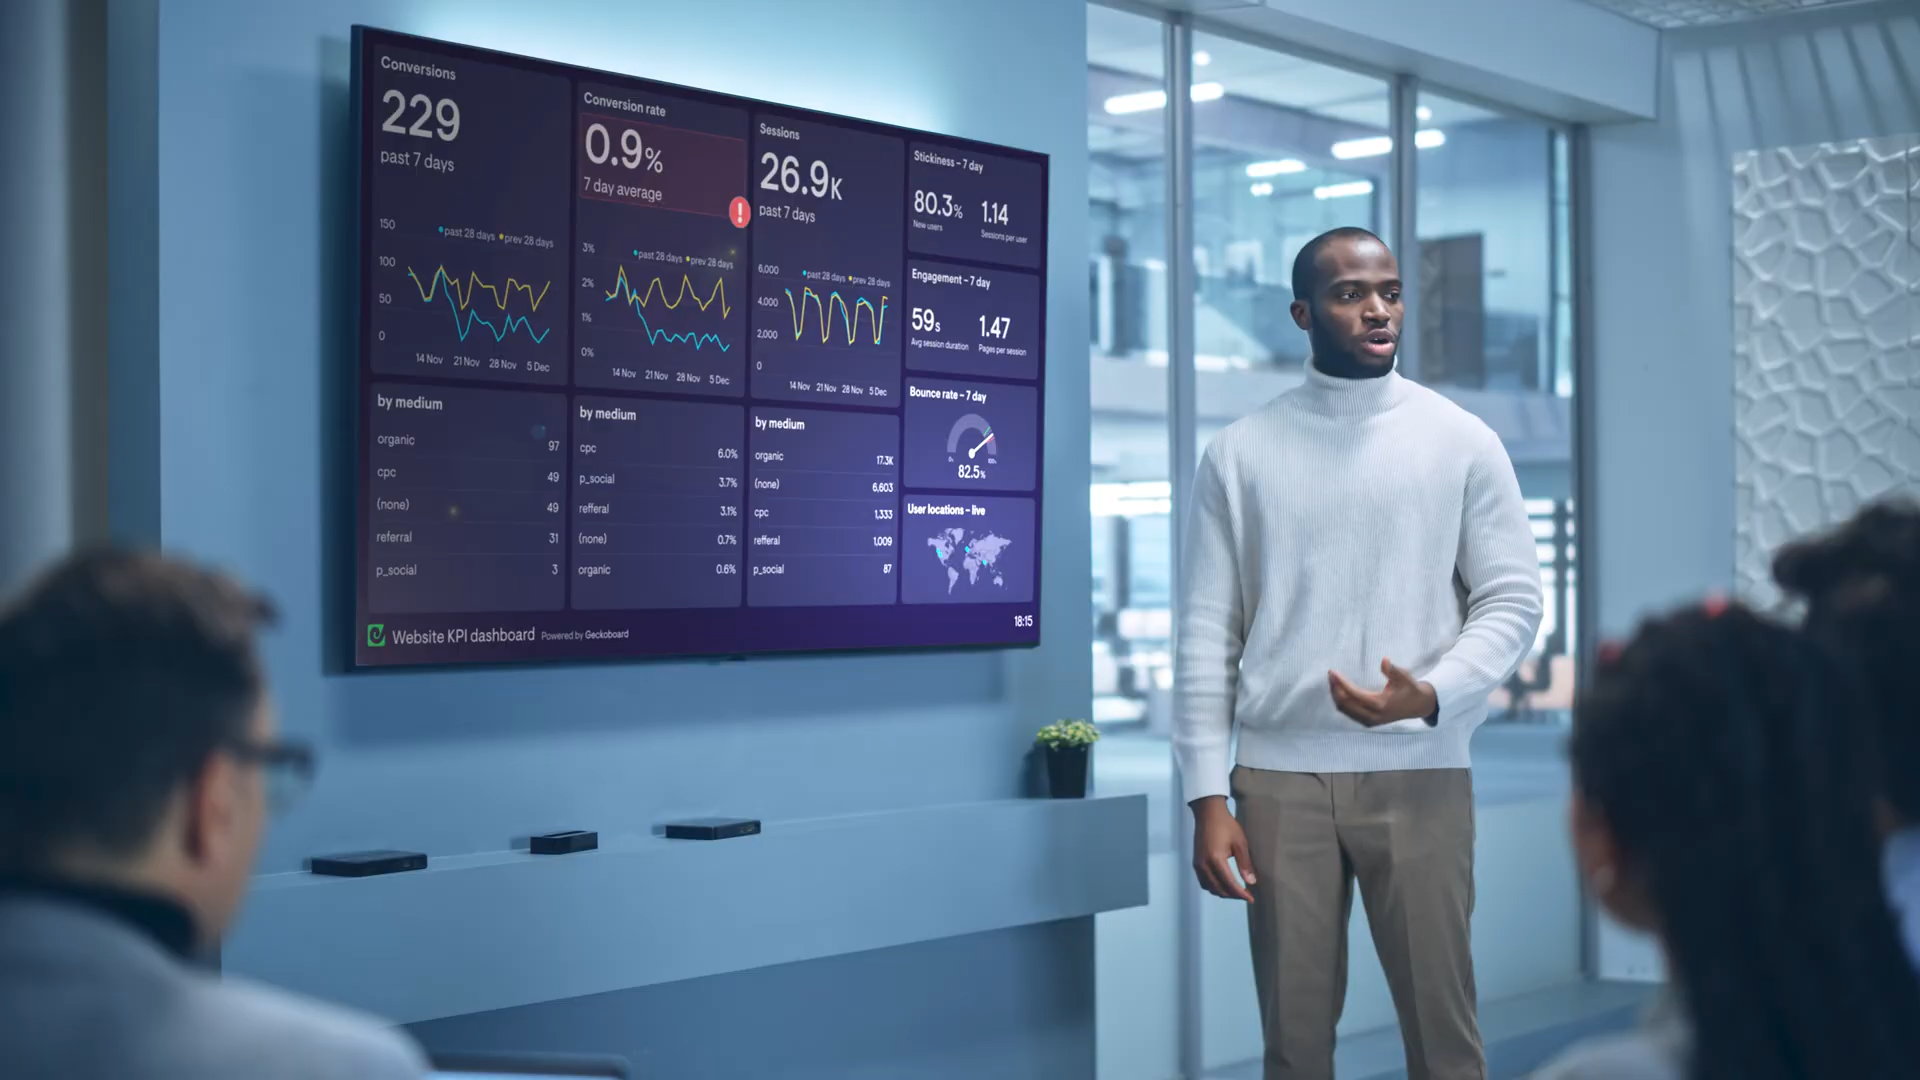 Conversions
229
past 7 days
150
100
50
0
past 28 days prev 28 days
14 Nov 21 Nov 28 Nov 5 Dec
Conversion rate
0.9%
7 day average
!
3%
2%
1%
0%
past 28 days prev 28 days
14 Nov 21 Nov 28 Nov 5 Dec
Sessions
26.9K
past 7 days
6,000
4,000
2,000
0
past 28 days prev 28 days
14 Nov 21 Nov 28 Nov 5 Dec
Stickiness – 7 day
80.3% 1.14
New users Sessions per user
Engagement – 7 day
59s 1.47
Avg session duration Pages per session
Bounce rate – 7 day
0% 100%
82.5%
User locations – live
by medium
organic 97
cpc 49
(none) 49
referral 31
p_social 3
by medium
cpc 6.0%
p_social 3.7%
refferal 3.1%
(none) 0.7%
organic 0.6%
by medium
organic 17.3K
(none) 6,603
cpc 1,333
refferal 1,009
p_social 87
Website KPI dashboard Powered by Geckoboard
18:15